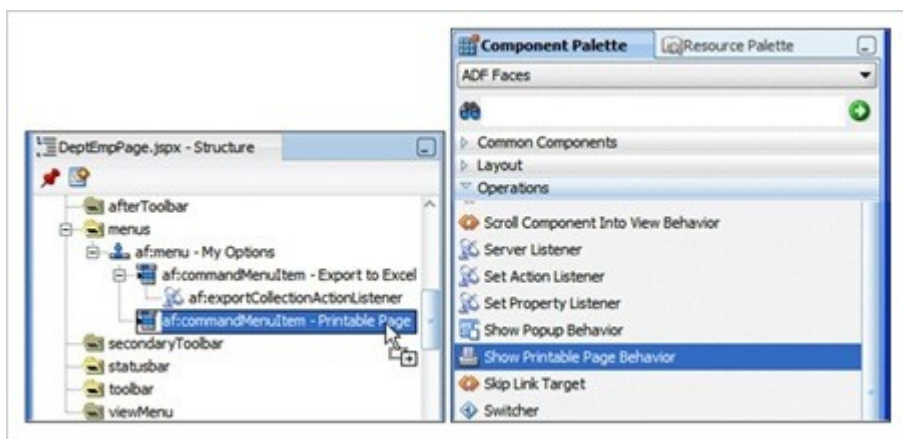 DeptEmpPage.jspx - Structure
afterToolbar
menus
af:menu - My Options
af:commandMenuItem - Export to Excel
af:exportCollectionActionListener
af:commandMenuItem - Printable Page
secondaryToolbar
statusbar
toolbar
viewMenu
Component Palette
Resource Palette
ADF Faces
Common Components
Layout
Operations
Scroll Component Into View Behavior
Server Listener
Set Action Listener
Set Property Listener
Show Popup Behavior
Show Printable Page Behavior
Skip Link Target
Switcher